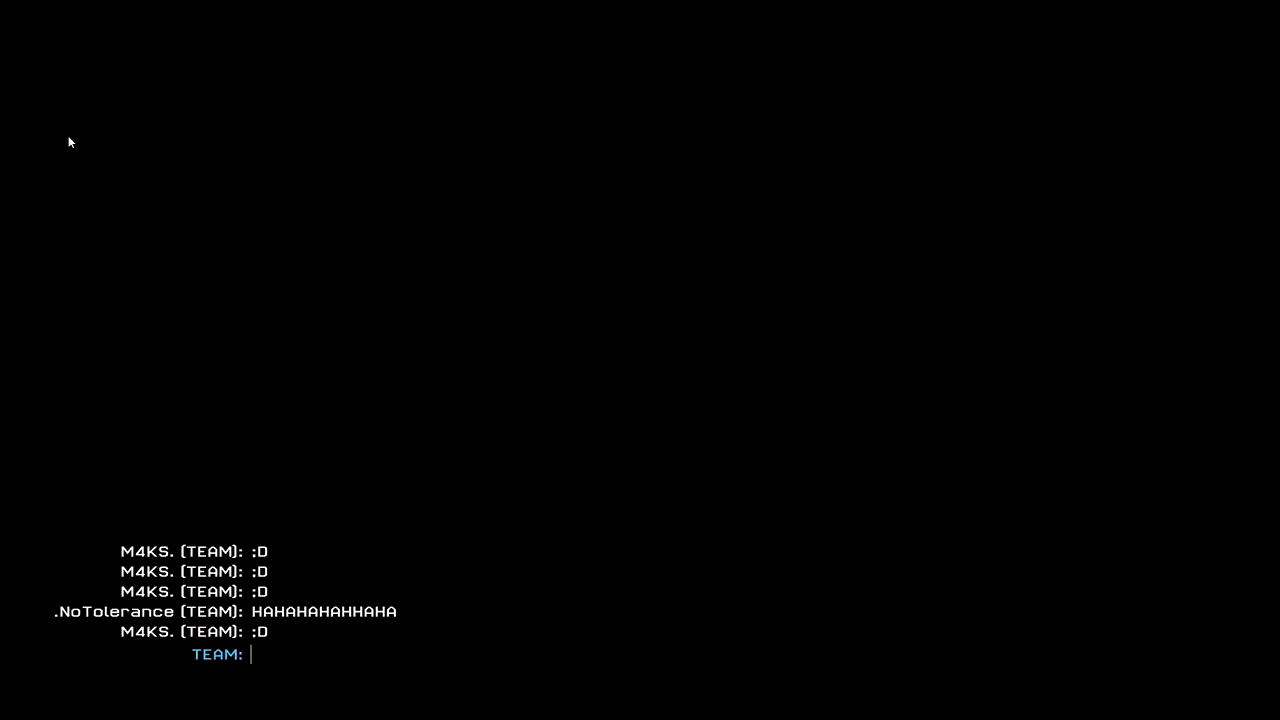 M4KS. (TEAM): :D
M4KS. (TEAM): :D
M4KS. (TEAM): :D
.NoTolerance (TEAM): HAHAHAHAHHAHA
M4KS. (TEAM): :D
TEAM: